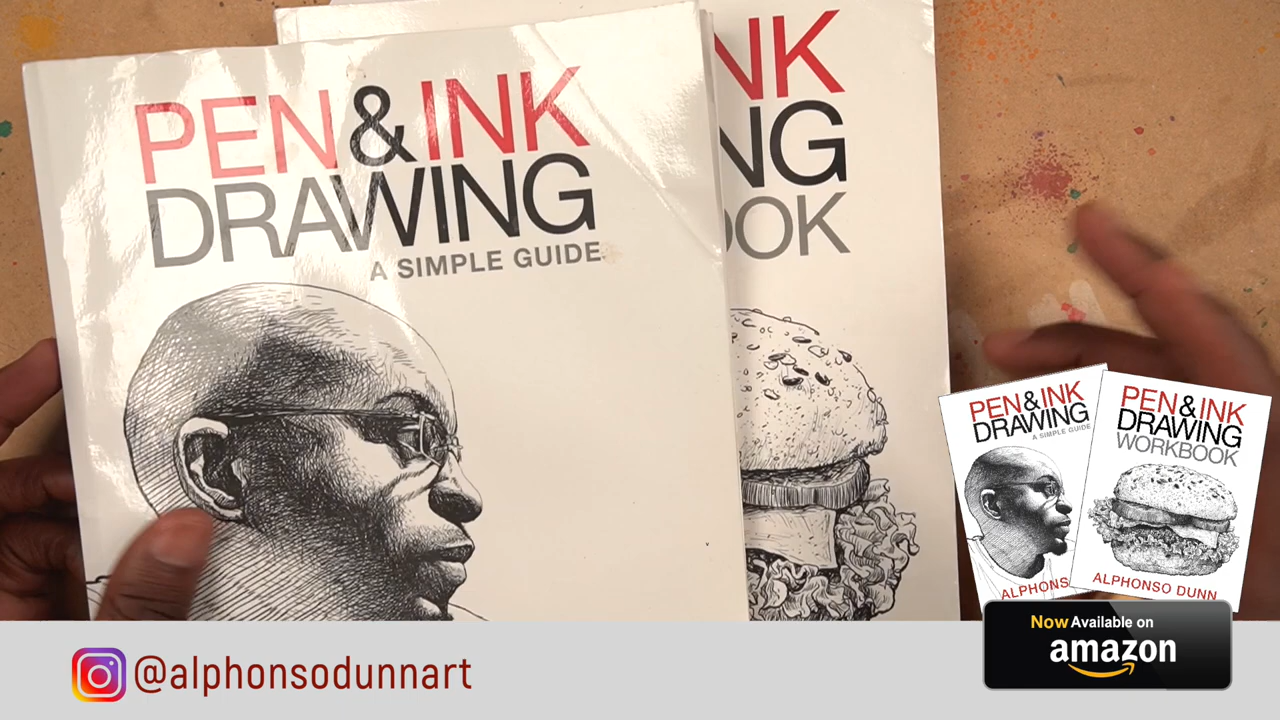 PEN & INK
DRAWING
A SIMPLE GUIDE
NK
NG
OOK
PEN & INK
DRAWING
A SIMPLE GUIDE
ALPHONS
PEN & INK
DRAWING
WORKBOOK
ALPHONSO DUNN
Now Available on
amazon
@alphonsodunnart